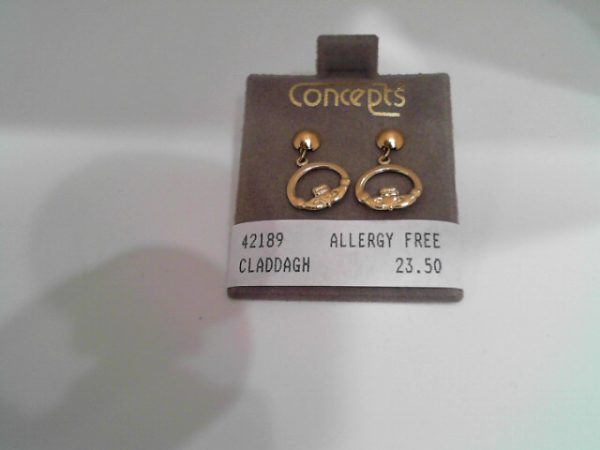 Concepts
42189 ALLERGY FREE
CLADDAGH 23.50